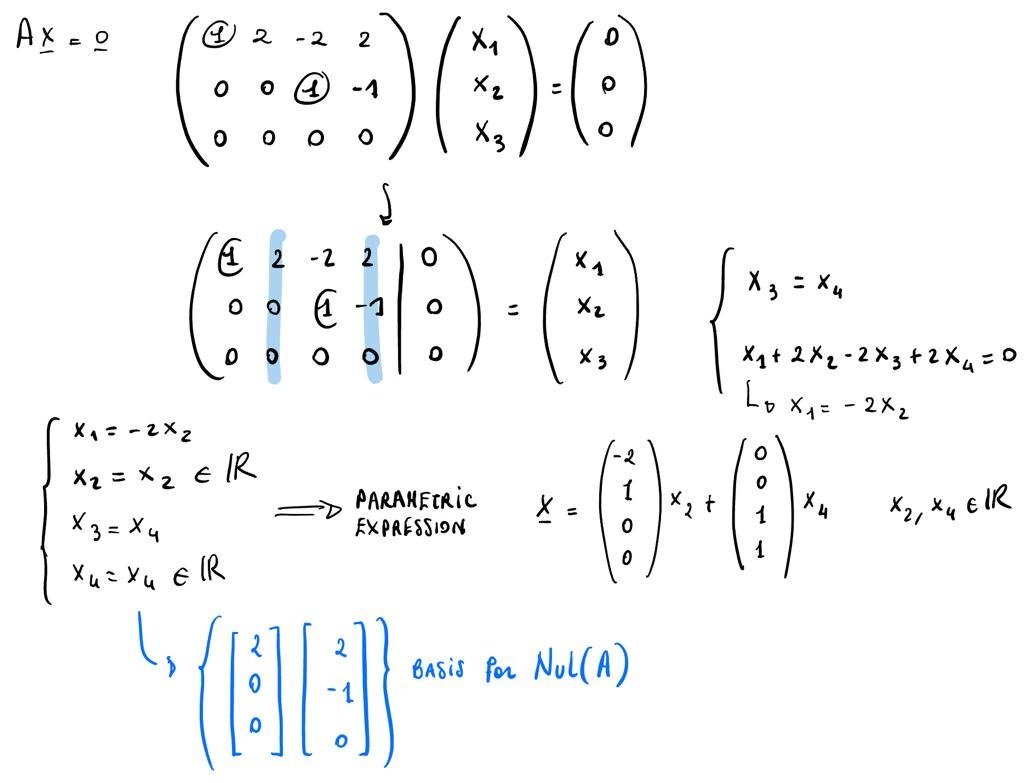 A x = 0 ( 1 2 -2 2 ) ( x₁ ) = ( 0 )
( 0 0 1 -1 ) ( x₂ ) ( 0 )
( 0 0 0 0 ) ( x₃ ) ( 0 )
( 1 2 -2 2 | 0 ) = ( x₁ )
( 0 0 1 -1 | 0 ) ( x₂ )
( 0 0 0 0 | 0 ) ( x₃ )
{ x₃ = x₄
x₁ + 2x₂ - 2x₃ + 2x₄ = 0
↳ x₁ = -2x₂
{ x₁ = -2x₂
x₂ = x₂ ∈ ℝ
x₃ = x₄
x₄ = x₄ ∈ ℝ
⇒ PARAMETRIC
EXPRESSION
x = ( -2 ) x₂ + ( 0 ) x₄ x₂, x₄ ∈ ℝ
( 1 ) ( 0 )
( 0 ) ( 1 )
( 0 ) ( 1 )
↳ { [ 2 ] [ 2 ] } BASIS FOR NUL(A)
[ 0 ] [ -1 ]
[ 0 ] [ 0 ]